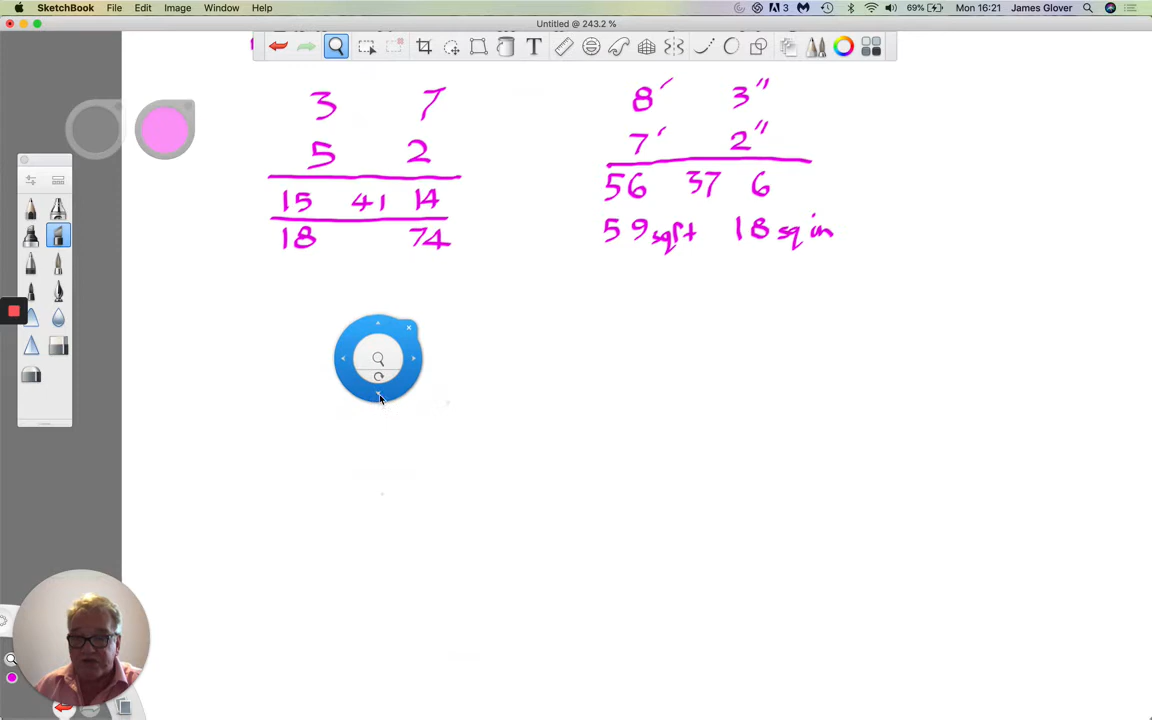 SketchBook File Edit Image Window Help
3 69% Mon 16:21 James Glover
Untitled @ 243.2 %
T
3 7
5 2
15 41 14
18 74
8′ 3″
7′ 2″
56 37 6
59 sqft 18 sq in